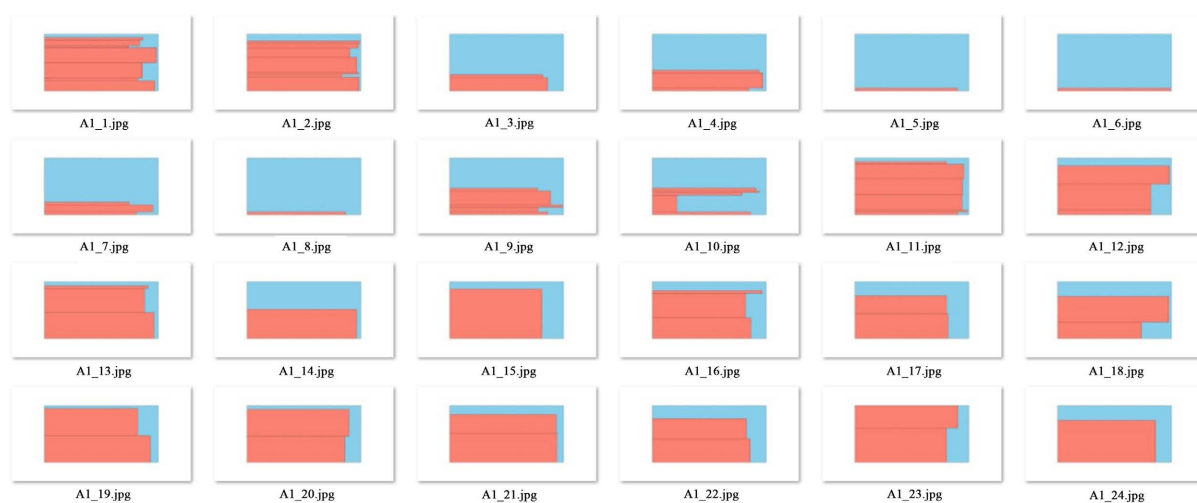 A1_1.jpg A1_2.jpg A1_3.jpg A1_4.jpg A1_5.jpg A1_6.jpg
A1_7.jpg A1_8.jpg A1_9.jpg A1_10.jpg A1_11.jpg A1_12.jpg
A1_13.jpg A1_14.jpg A1_15.jpg A1_16.jpg A1_17.jpg A1_18.jpg
A1_19.jpg A1_20.jpg A1_21.jpg A1_22.jpg A1_23.jpg A1_24.jpg